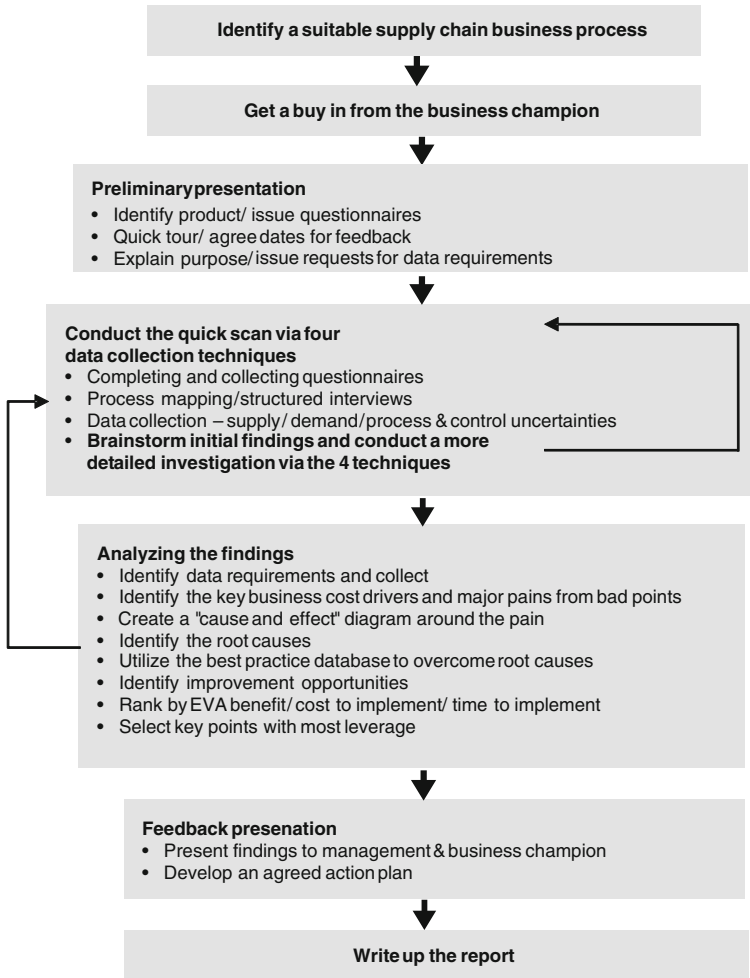 Identify a suitable supply chain business process
Get a buy in from the business champion
Preliminary presentation
• Identify product/ issue questionnaires
• Quick tour/ agree dates for feedback
• Explain purpose/ issue requests for data requirements
Conduct the quick scan via four
data collection techniques
• Completing and collecting questionnaires
• Process mapping/structured interviews
• Data collection – supply/ demand/process & control uncertainties
• Brainstorm initial findings and conduct a more
detailed investigation via the 4 techniques
Analyzing the findings
• Identify data requirements and collect
• Identify the key business cost drivers and major pains from bad points
• Create a "cause and effect" diagram around the pain
• Identify the root causes
• Utilize the best practice database to overcome root causes
• Identify improvement opportunities
• Rank by EVA benefit/ cost to implement/ time to implement
• Select key points with most leverage
Feedback presenation
• Present findings to management & business champion
• Develop an agreed action plan
Write up the report